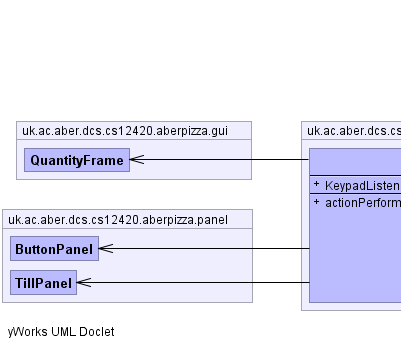 uk.ac.aber.dcs.cs12420.aberpizza.gui
QuantityFrame
uk.ac.aber.dcs.cs
+ KeypadListen
+ actionPerform
uk.ac.aber.dcs.cs12420.aberpizza.panel
ButtonPanel
TillPanel
yWorks UML Doclet